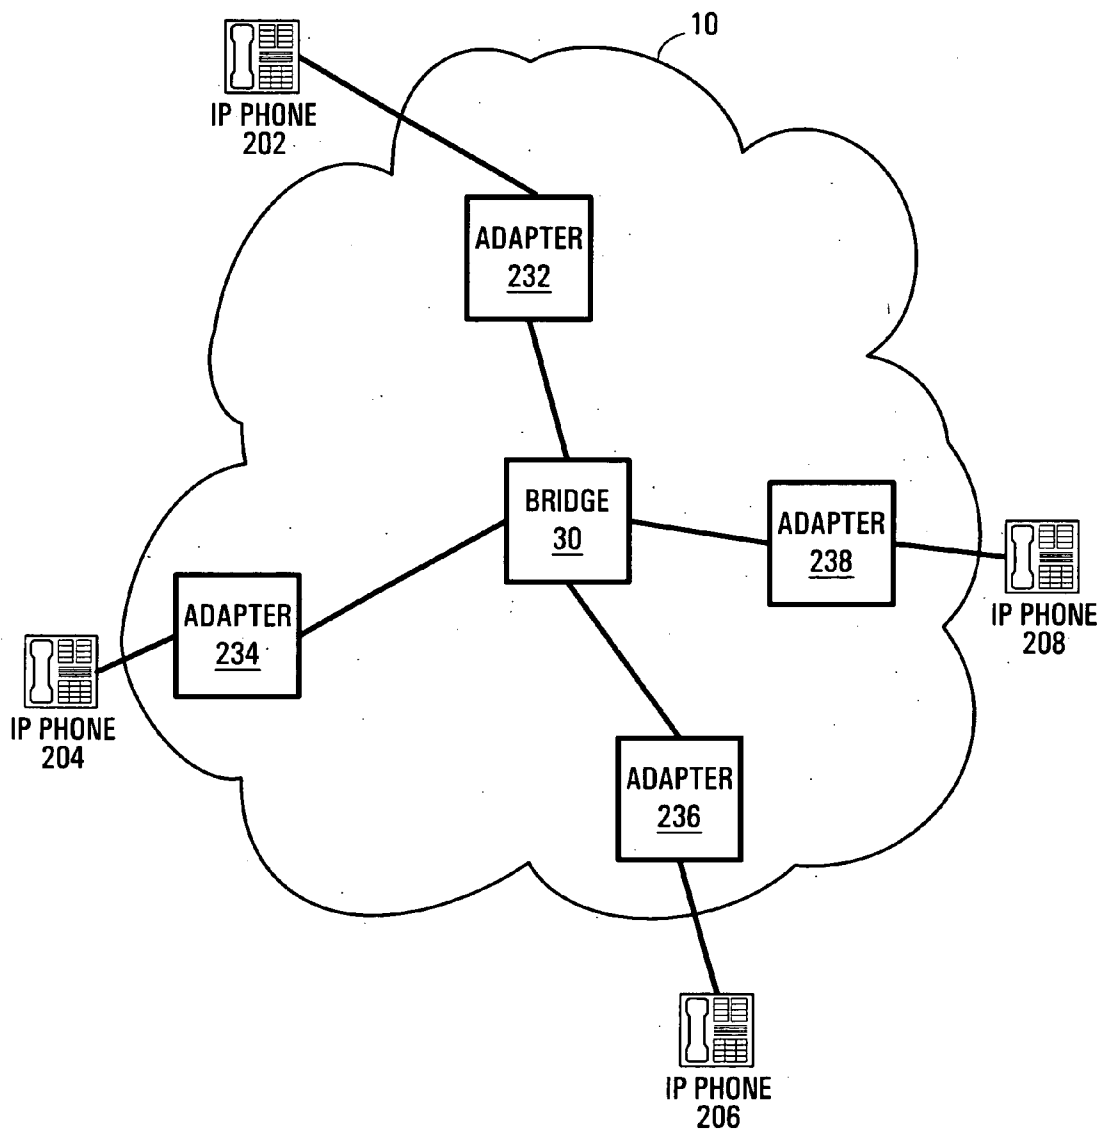 10
IP PHONE
202
ADAPTER
232
BRIDGE
30
ADAPTER
238
IP PHONE
208
ADAPTER
234
IP PHONE
204
ADAPTER
236
IP PHONE
206